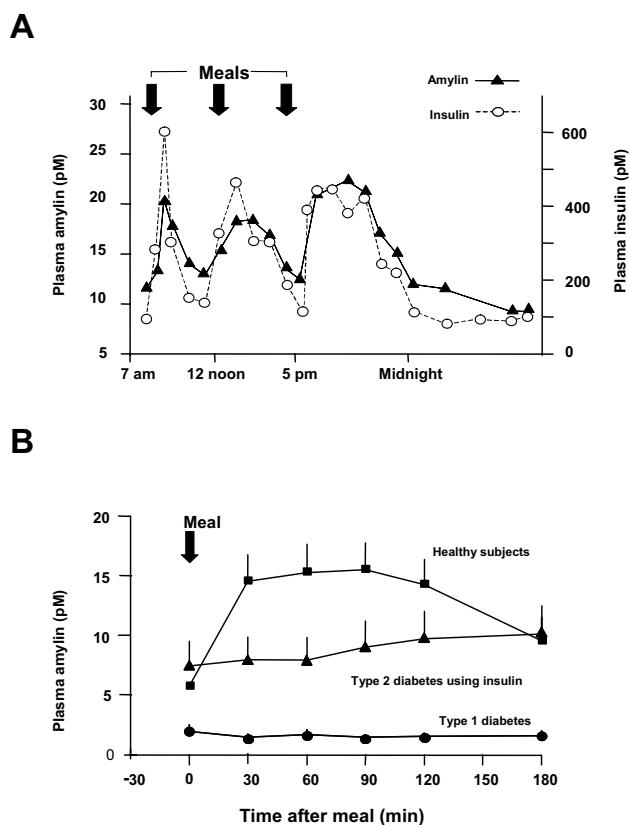 A
Meals
Amylin
Insulin
30
25
20
15
10
5
Plasma amylin (pM)
600
400
200
0
Plasma insulin (pM)
7 am 12 noon 5 pm Midnight
B
Meal
20
15
10
5
0
Plasma amylin (pM)
Healthy subjects
Type 2 diabetes using insulin
Type 1 diabetes
-30 0 30 60 90 120 150 180
Time after meal (min)